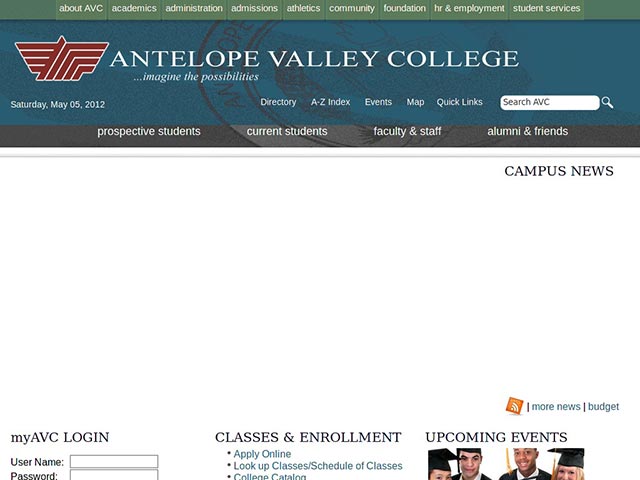 about AVC academics administration admissions athletics community foundation hr & employment student services
ANTELOPE VALLEY COLLEGE
...imagine the possibilities
Saturday, May 05, 2012
Directory A-Z Index Events Map Quick Links Search AVC
prospective students current students faculty & staff alumni & friends
CAMPUS NEWS
| more news | budget
myAVC LOGIN
User Name:
Password:
CLASSES & ENROLLMENT
• Apply Online
• Look up Classes/Schedule of Classes
• College Catalog
UPCOMING EVENTS